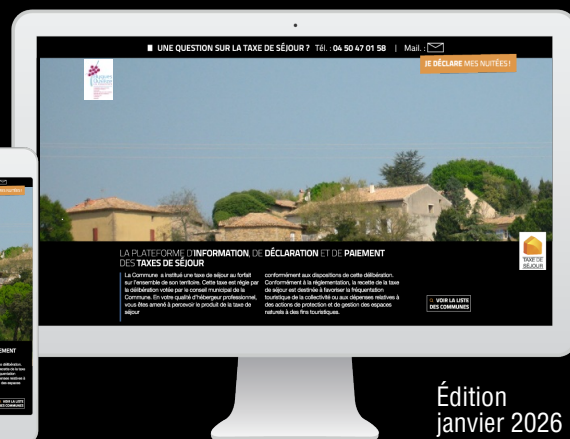 UNE QUESTION SUR LA TAXE DE SÉJOUR ? Tél. : 04 50 47 01 58 | Mail. :
JE DÉCLARE MES NUITÉES !
LA PLATEFORME D'INFORMATION, DE DÉCLARATION ET DE PAIEMENT
DES TAXES DE SÉJOUR
La Commune a institué une taxe de séjour au forfait
sur l'ensemble de son territoire. Cette taxe est régie par
la délibération votée par le conseil municipal de la
Commune. En votre qualité d'hébergeur professionnel,
vous êtes amené à percevoir le produit de la taxe de
séjour
conformément aux dispositions de cette délibération.
Conformément à la réglementation, la recette de la taxe
de séjour est destinée à favoriser la fréquentation
touristique de la collectivité ou aux dépenses relatives à
des actions de protection et de gestion des espaces
naturels à des fins touristiques.
TAXE DE
SÉJOUR
VOIR LA LISTE
DES COMMUNES
EMENT
VOIR LA LISTE
DES COMMUNES
Édition
janvier 2026